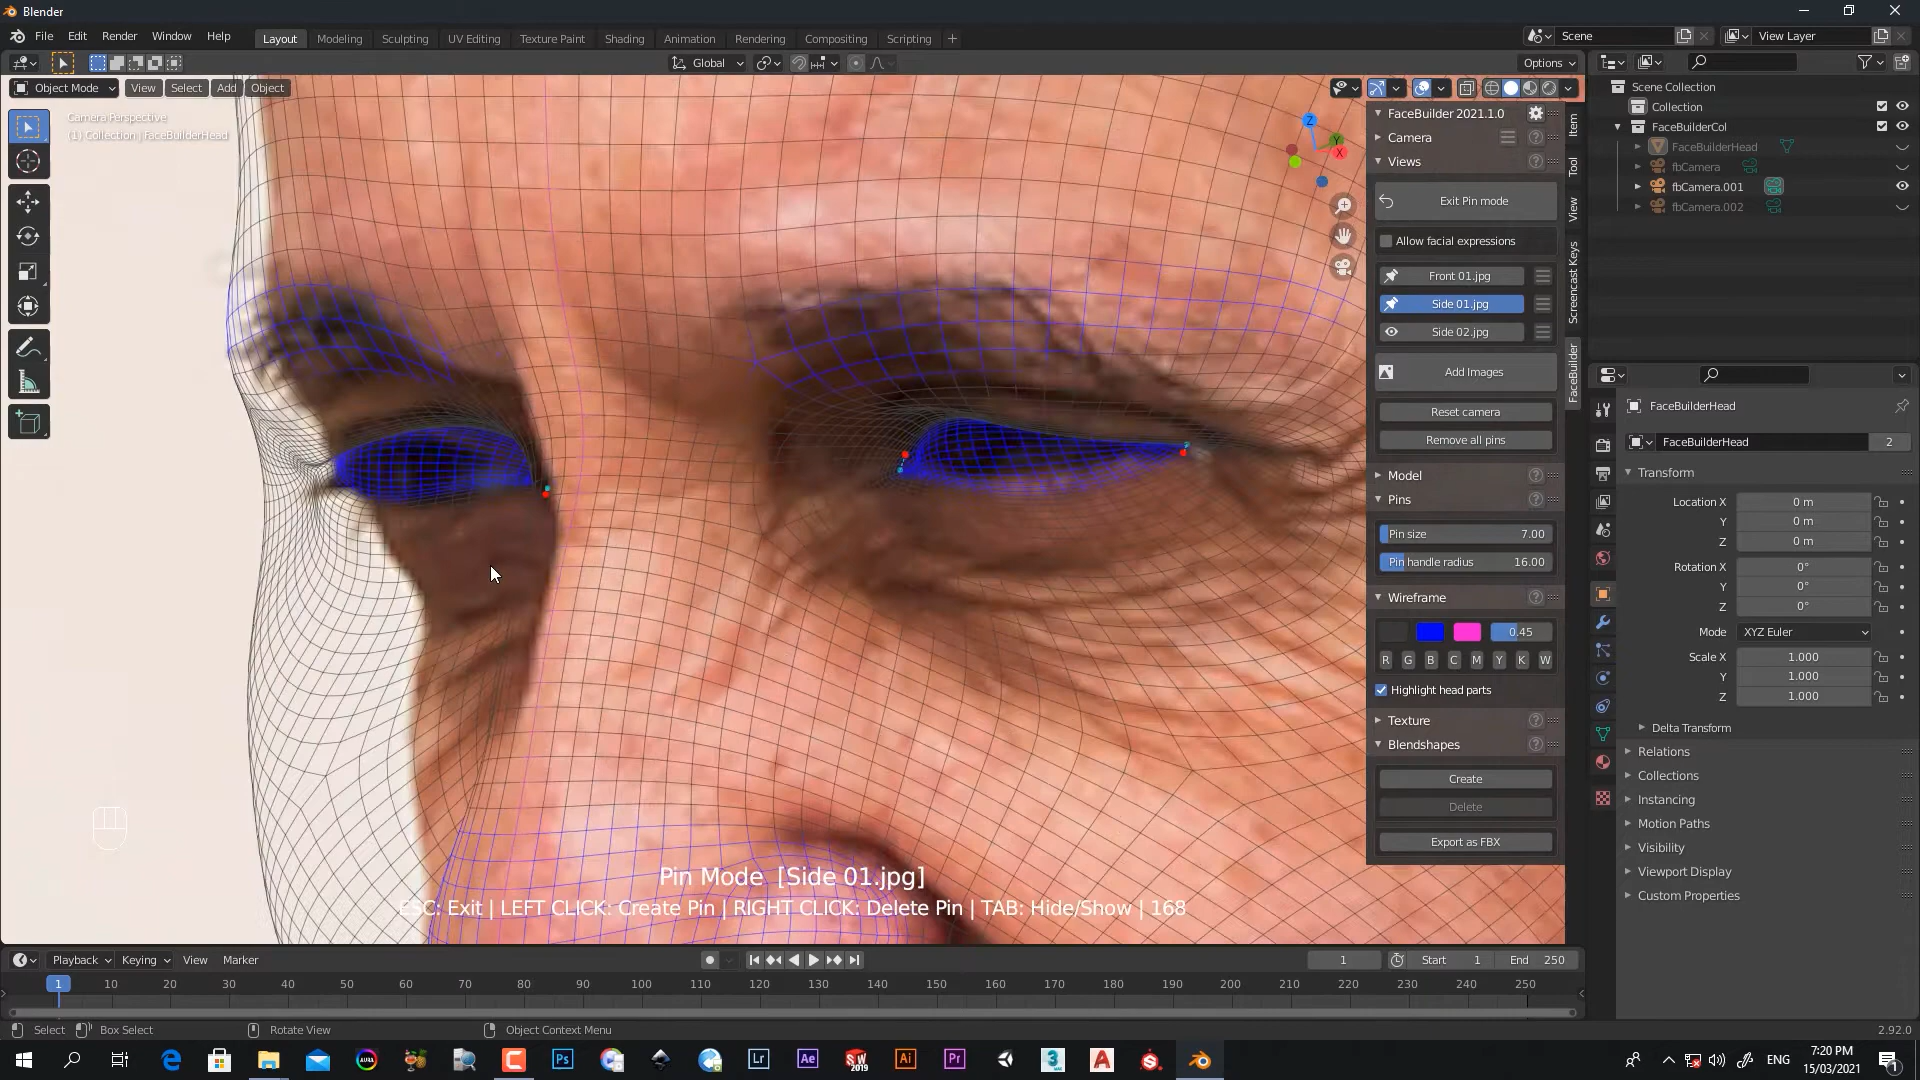 Blender
File Edit Render Window Help
Layout Modeling Sculpting UV Editing Texture Paint Shading Animation Rendering Compositing Scripting +
Scene View Layer
Global Options
Object Mode View Select Add Object
Camera Perspective
(1) Collection | FaceBuilderHead
Z Y X
FaceBuilder 2021.1.0
Camera
Views
Exit Pin mode
Allow facial expressions
Front 01.jpg
Side 01.jpg
Side 02.jpg
Add Images
Reset camera
Remove all pins
Model
Pins
Pin size 7.00
Pin handle radius 16.00
Wireframe
0.45
R G B C M Y K W
Highlight head parts
Texture
Blendshapes
Create
Delete
Export as FBX
Item
Tool
View
Screencast Keys
FaceBuilder
Scene Collection
Collection
FaceBuilderCol
FaceBuilderHead
fbCamera
fbCamera.001
fbCamera.002
FaceBuilderHead
FaceBuilderHead 2
Transform
Location X 0 m
Y 0 m
Z 0 m
Rotation X 0°
Y 0°
Z 0°
Mode XYZ Euler
Scale X 1.000
Y 1.000
Z 1.000
Delta Transform
Relations
Collections
Instancing
Motion Paths
Visibility
Viewport Display
Custom Properties
Pin Mode [Side 01.jpg]
ESC: Exit | LEFT CLICK: Create Pin | RIGHT CLICK: Delete Pin | TAB: Hide/Show | 168
Playback Keying View Marker
1 Start 1 End 250
1 10 20 30 40 50 60 70 80 90 100 110 120 130 140 150 160 170 180 190 200 210 220 230 240 250
Select Box Select Rotate View Object Context Menu 2.92.0
Ps Lr Ae SW 2019 Ai Pr 3 A
ENG
7:20 PM
15/03/2021
1